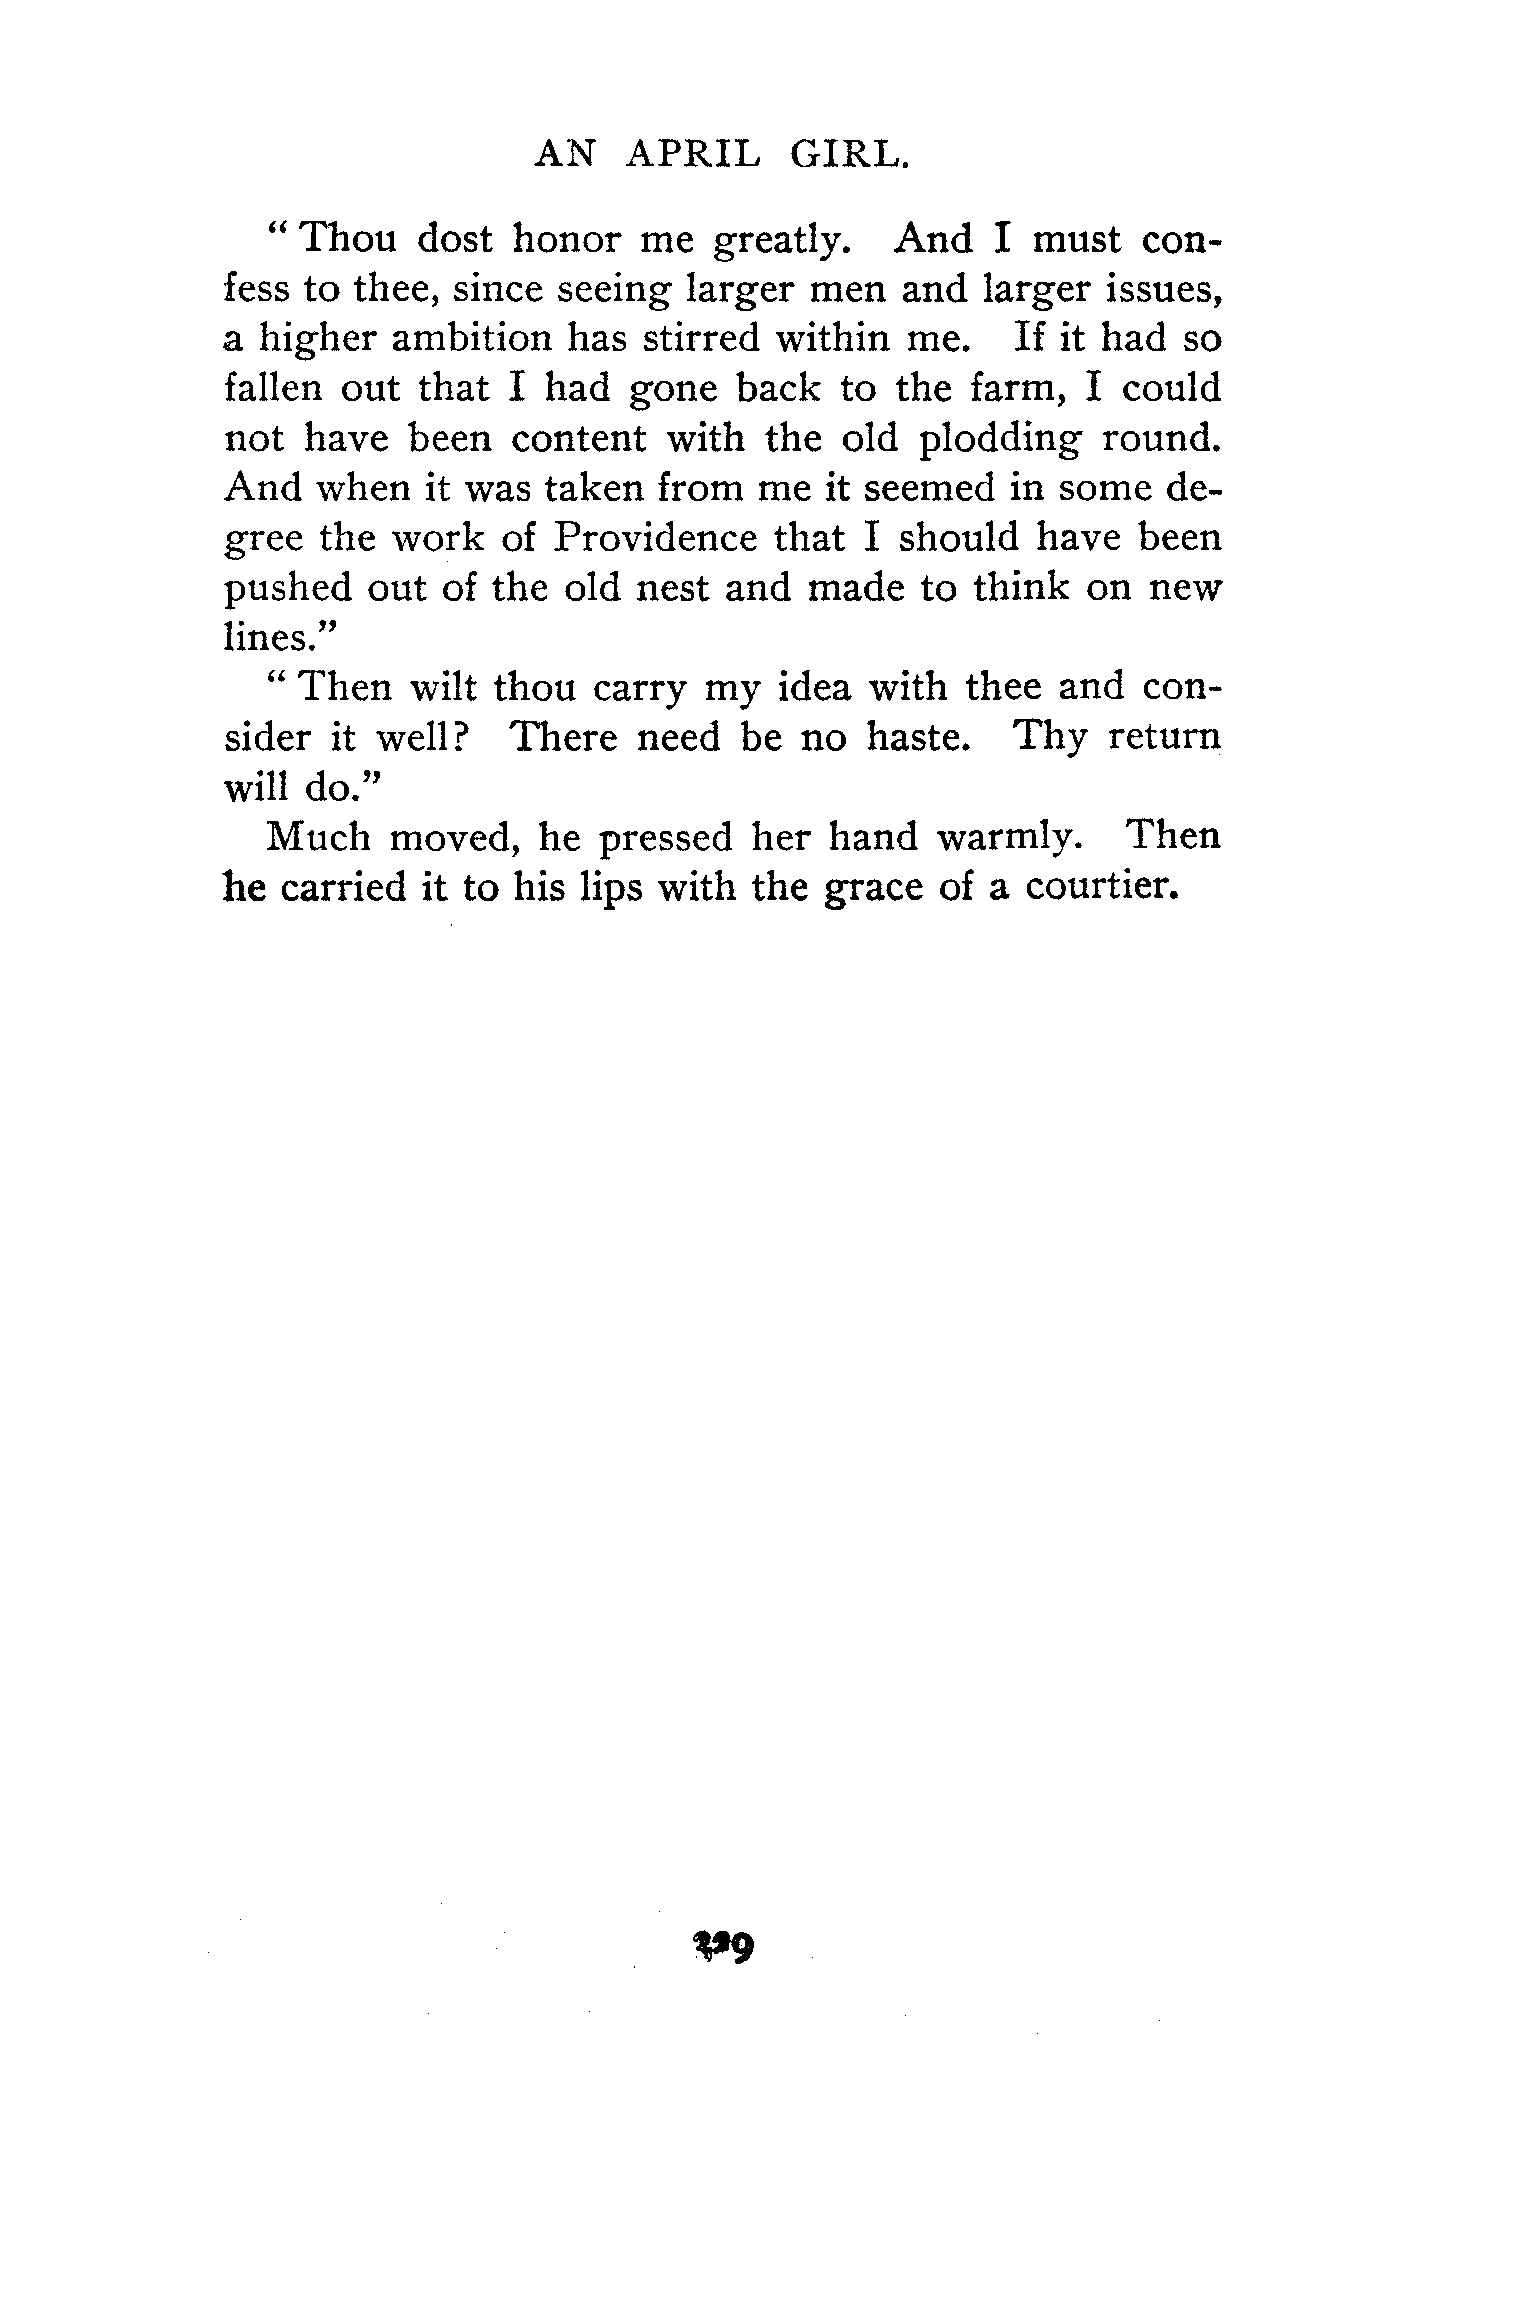 AN APRIL GIRL.
“Thou dost honor me greatly. And I must con-
fess to thee, since seeing larger men and larger issues,
a higher ambition has stirred within me. If it had so
fallen out that I had gone back to the farm, I could
not have been content with the old plodding round.
And when it was taken from me it seemed in some de-
gree the work of Providence that I should have been
pushed out of the old nest and made to think on new
lines.”
“Then wilt thou carry my idea with thee and con-
sider it well? There need be no haste. Thy return
will do.”
Much moved, he pressed her hand warmly. Then
he carried it to his lips with the grace of a courtier.